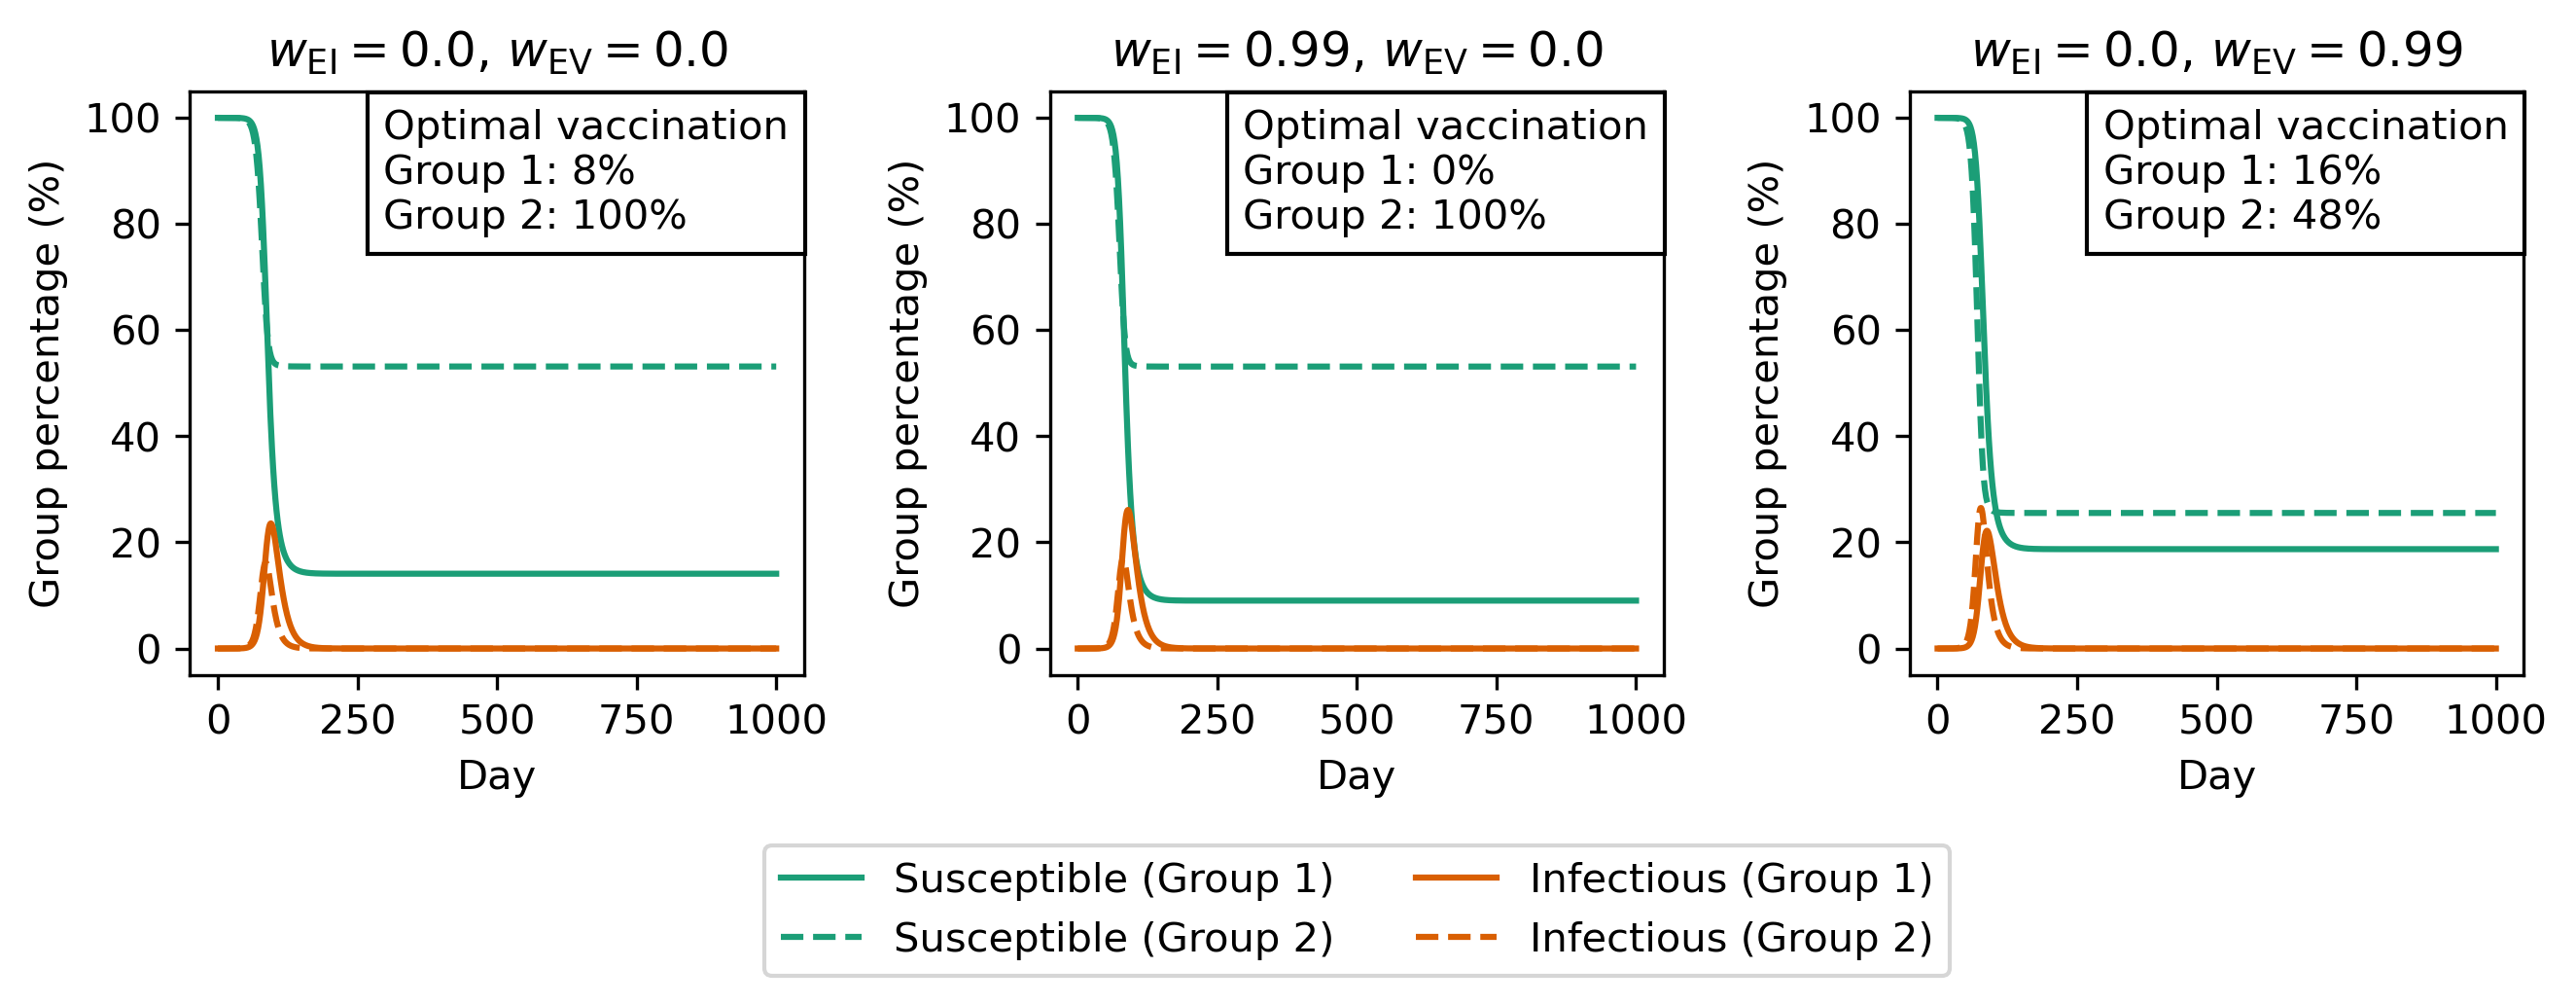 w_EI = 0.0, w_EV = 0.0
Optimal vaccination
Group 1: 8%
Group 2: 100%
Group percentage (%)
100
80
60
40
20
0
0 250 500 750 1000
Day
w_EI = 0.99, w_EV = 0.0
Optimal vaccination
Group 1: 0%
Group 2: 100%
Group percentage (%)
100
80
60
40
20
0
0 250 500 750 1000
Day
w_EI = 0.0, w_EV = 0.99
Optimal vaccination
Group 1: 16%
Group 2: 48%
Group percentage (%)
100
80
60
40
20
0
0 250 500 750 1000
Day
Susceptible (Group 1)
Susceptible (Group 2)
Infectious (Group 1)
Infectious (Group 2)